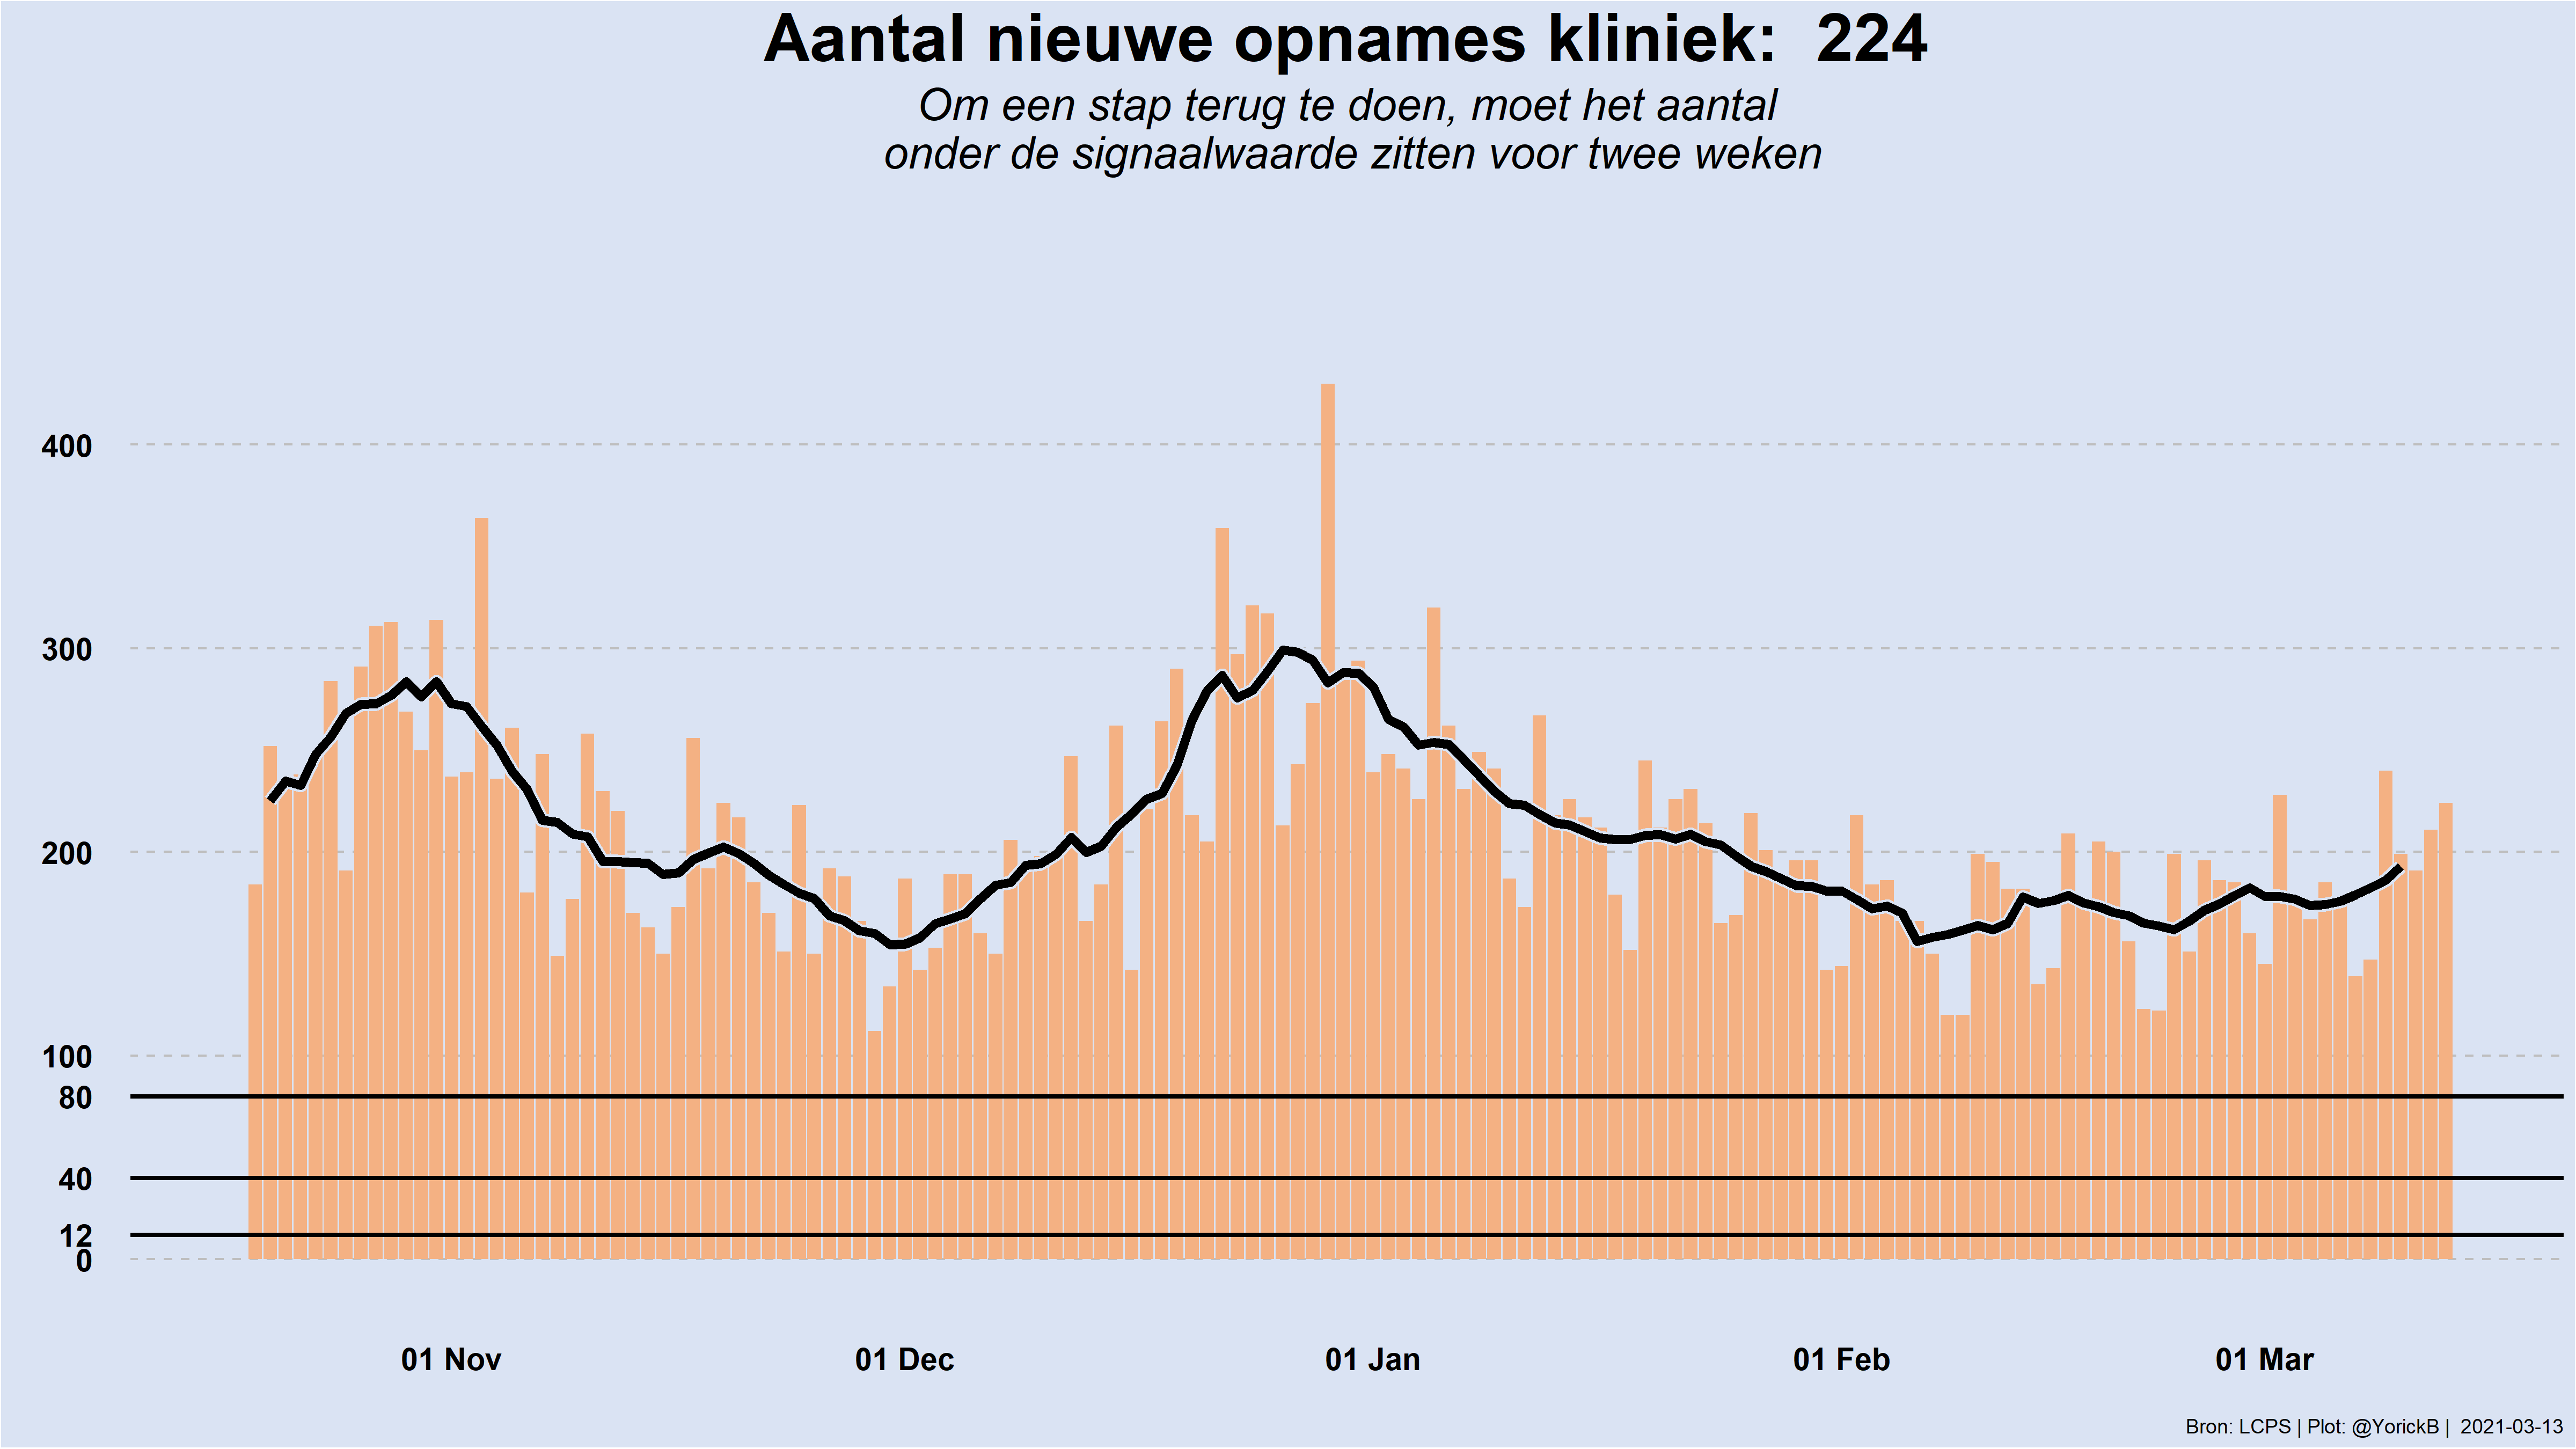 Aantal nieuwe opnames kliniek:  224
Om een stap terug te doen, moet het aantal
onder de signaalwaarde zitten voor twee weken
400
300
200
100
80
40
12
0
01 Nov
01 Dec
01 Jan
01 Feb
01 Mar
Bron: LCPS | Plot: @YorickB |  2021-03-13